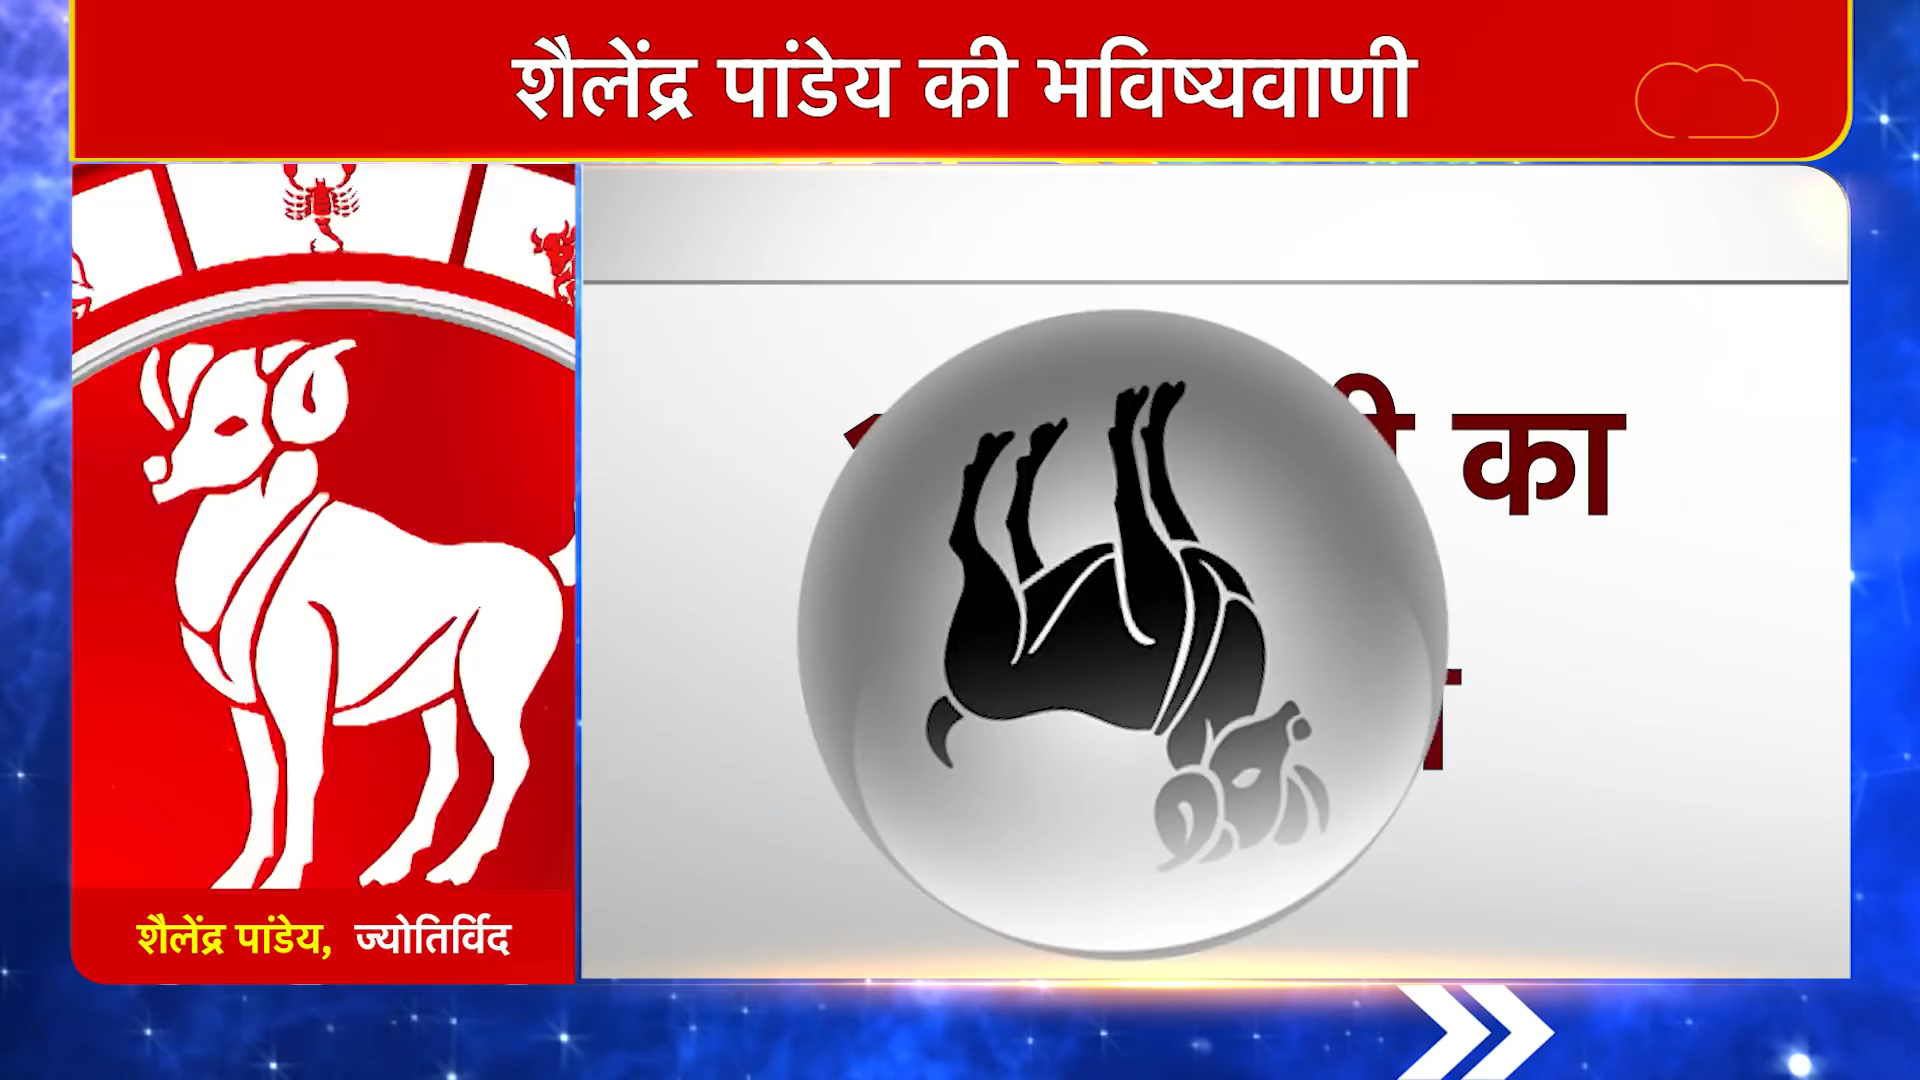 शैलेंद्र पांडेय की भविष्यवाणी
का
शैलेंद्र पांडेय, ज्योतिर्विद